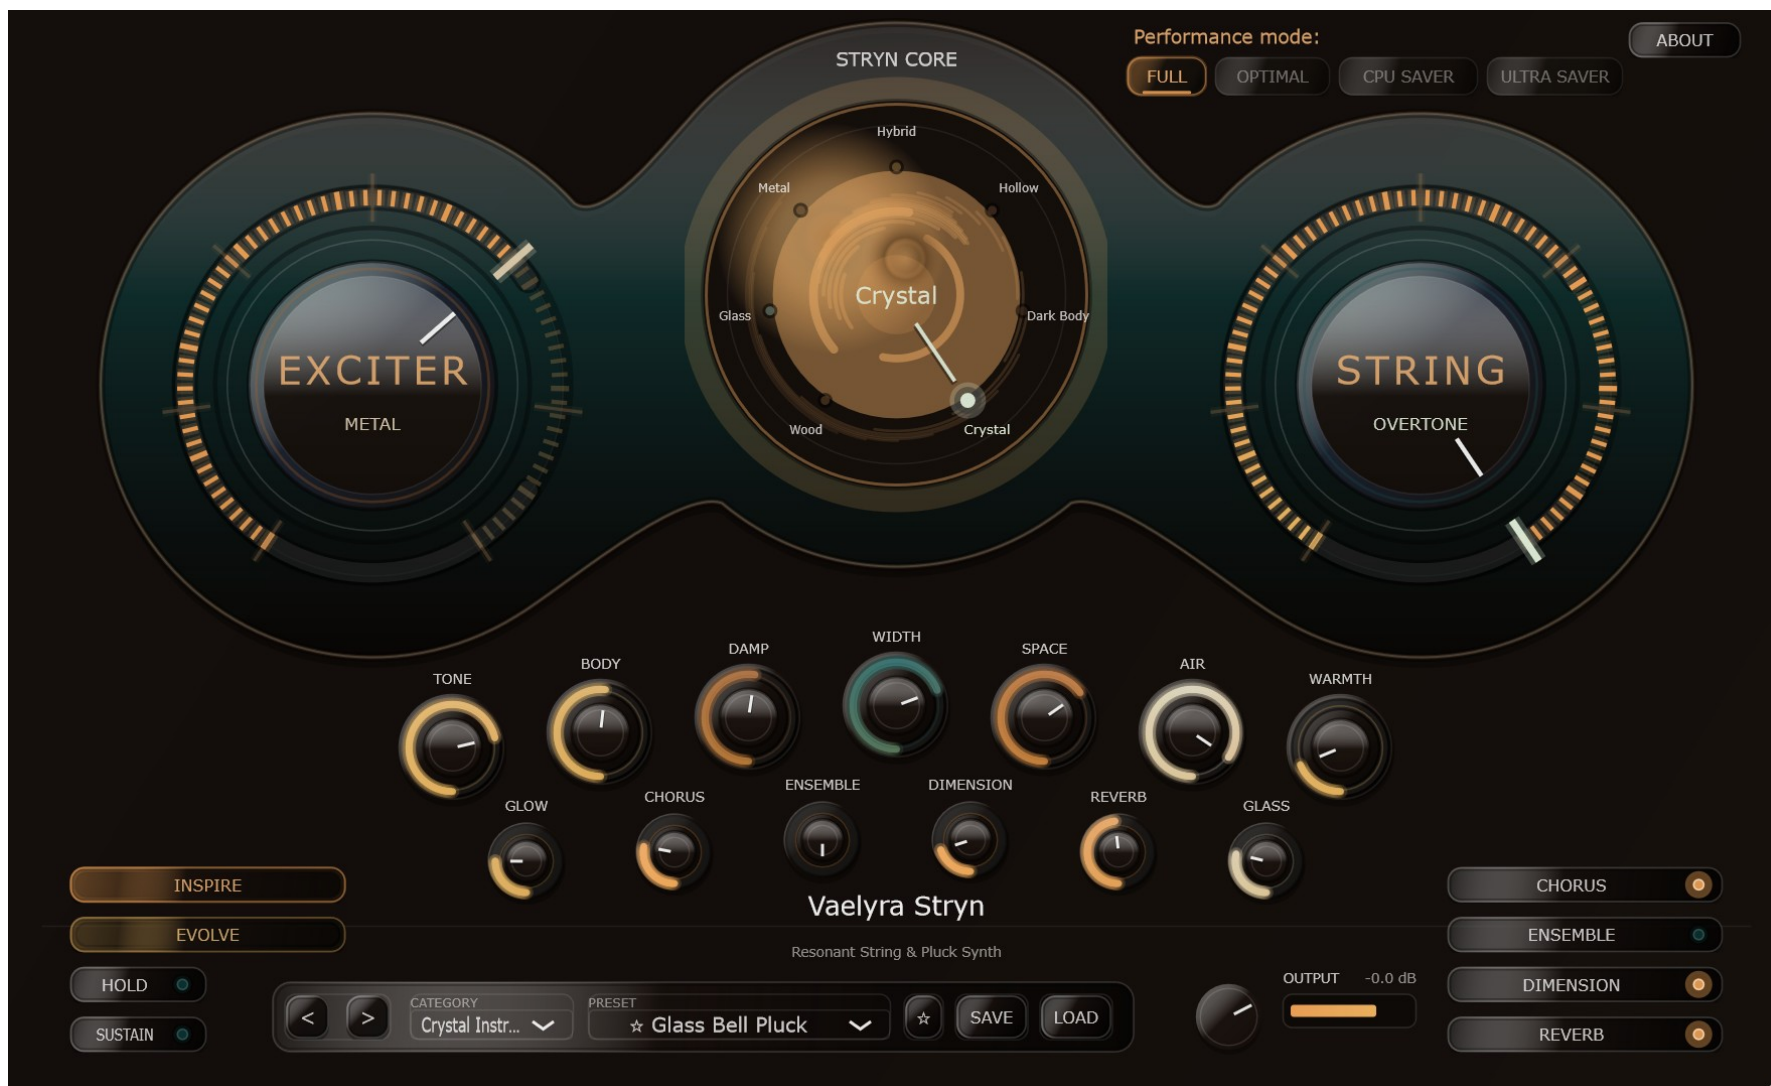 STRYN CORE
Performance mode:
ABOUT
FULL
OPTIMAL
CPU SAVER
ULTRA SAVER
Hybrid
Metal
Hollow
Glass
Crystal
Dark Body
Wood
Crystal
EXCITER
METAL
STRING
OVERTONE
WIDTH
DAMP
SPACE
BODY
AIR
TONE
WARMTH
ENSEMBLE
DIMENSION
CHORUS
REVERB
GLOW
GLASS
INSPIRE
EVOLVE
HOLD
SUSTAIN
Vaelyra Stryn
Resonant String & Pluck Synth
<
>
CATEGORY
Crystal Instr...
PRESET
☆ Glass Bell Pluck
☆
SAVE
LOAD
OUTPUT -0.0 dB
CHORUS
ENSEMBLE
DIMENSION
REVERB